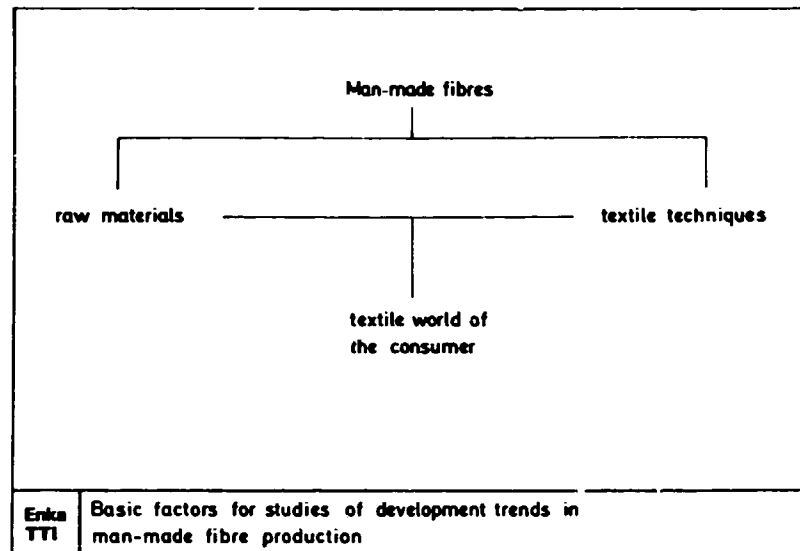 Man-made fibres
raw materials
textile techniques
textile world of
the consumer
Enka
TTI
Basic factors for studies of development trends in
man-made fibre production